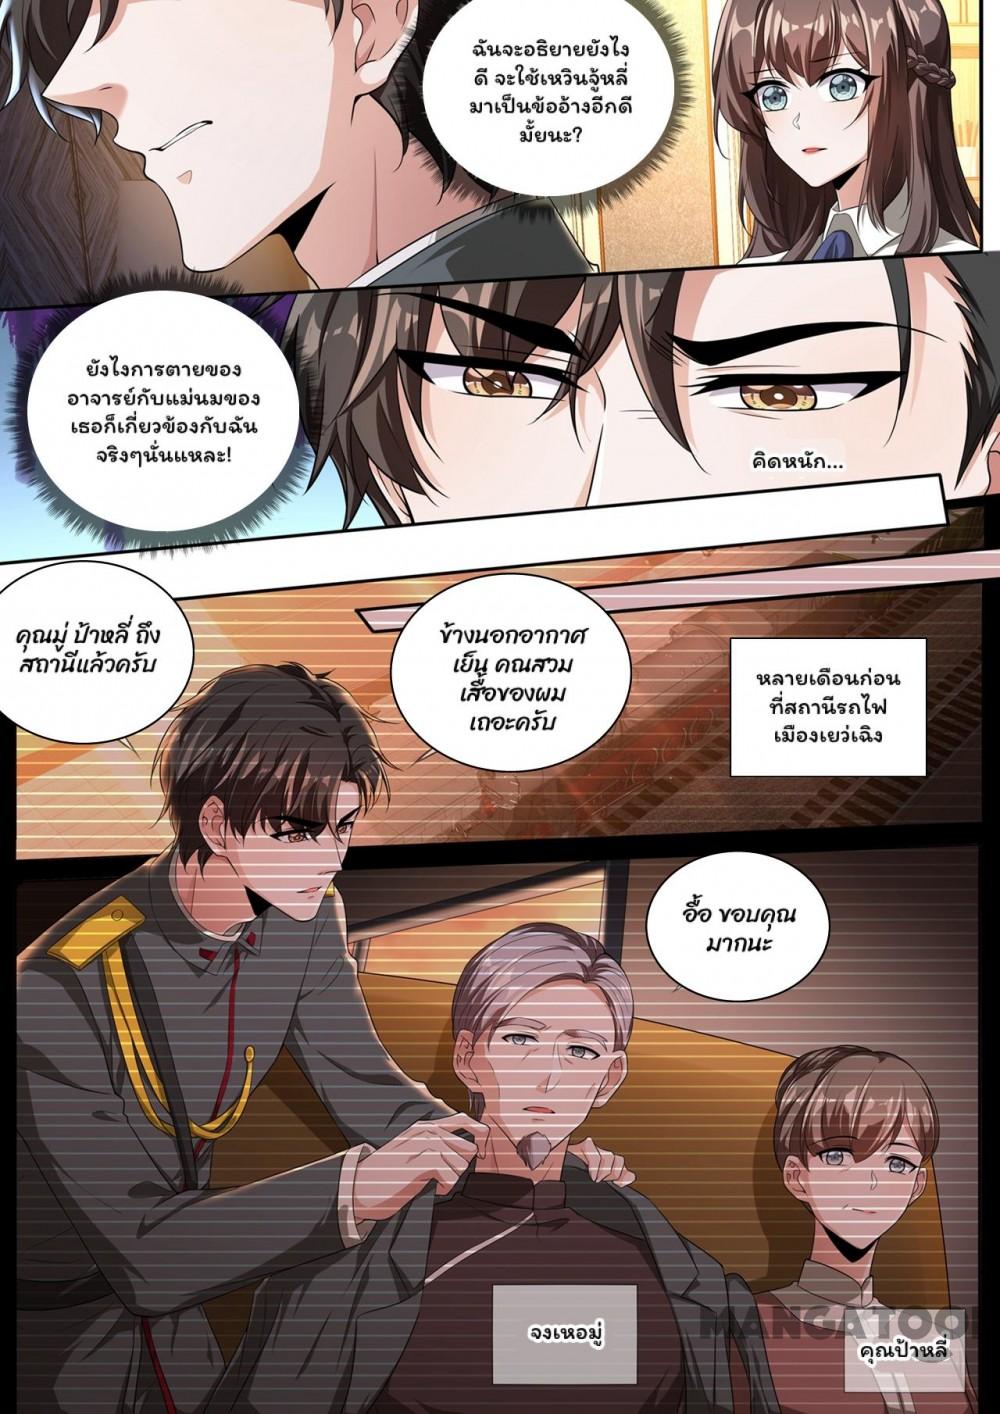 ฉันจะอธิยายยังไง
ดี จะใช้เหวินจู้หลี่
มาเป็นข้ออ้างอีกดี
มั้ยนะ?
ยังไงการตายของ
อาจารย์กับแม่นมของ
เธอก็เกี่ยวข้องกับฉัน
จริงๆนั่นแหละ!
คิดหนัก...
คุณมู่ ป้าหลี่ ถึง
สถานีแล้วครับ
ข้างนอกอากาศ
เย็น คุณสวม
เสื้อของผม
เถอะครับ
หลายเดือนก่อน
ที่สถานีรถไฟ
เมืองเยว่เฉิง
อื้อ ขอบคุณ
มากนะ
จงเหอมู่
คุณป้าหลี่
MANGATOON